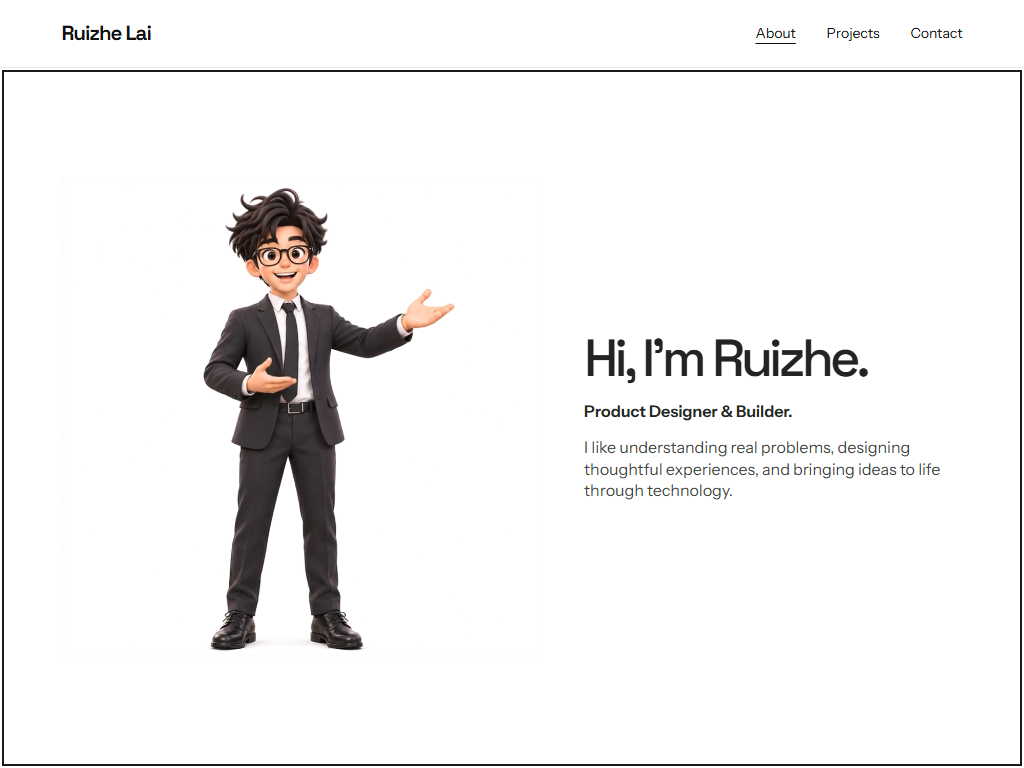 Ruizhe Lai
About
Projects
Contact
Hi, I’m Ruizhe.
Product Designer & Builder.
I like understanding real problems, designing
thoughtful experiences, and bringing ideas to life
through technology.